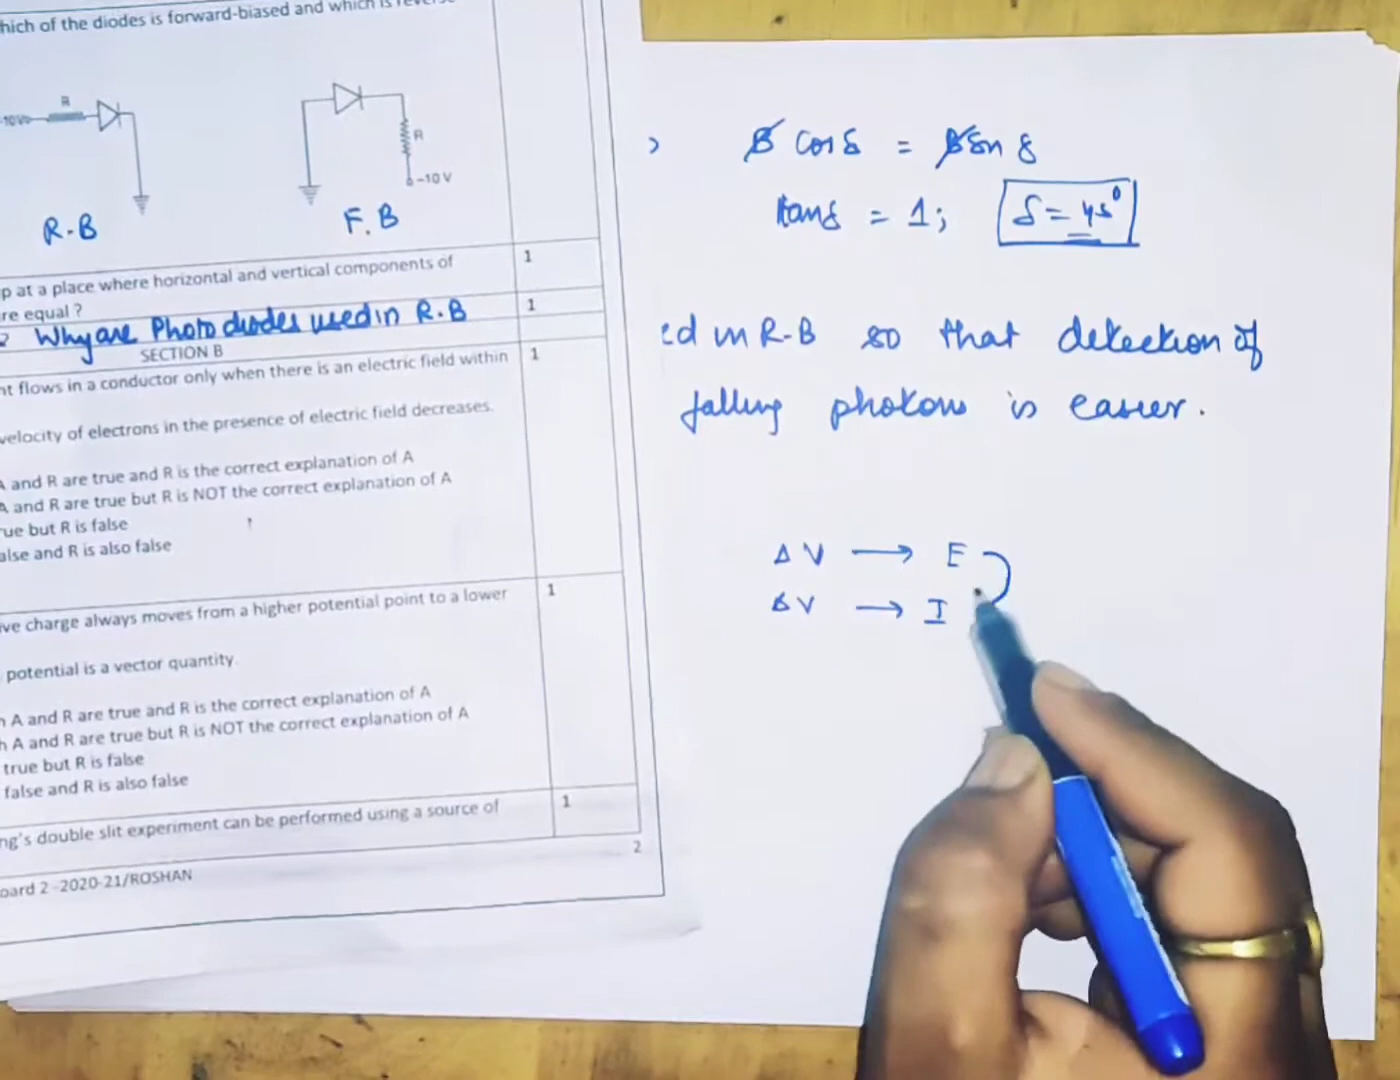 hich of the diodes is forward-biased and which is reverse
R
-10V
R
-10 V
R-B
F.B
p at a place where horizontal and vertical components of
1
re equal ?
? Why are Photo diodes used in R.B
1
SECTION B
nt flows in a conductor only when there is an electric field within
1
velocity of electrons in the presence of electric field decreases.
A and R are true and R is the correct explanation of A
A and R are true but R is NOT the correct explanation of A
rue but R is false
alse and R is also false
ive charge always moves from a higher potential point to a lower
1
potential is a vector quantity.
h A and R are true and R is the correct explanation of A
h A and R are true but R is NOT the correct explanation of A
true but R is false
false and R is also false
ng's double slit experiment can be performed using a source of
1
2
oard 2 -2020-21/ROSHAN
B cos δ = B sin δ
tan δ = 1; δ = 45°
ed in R-B so that detection of
falling photons is easier.
Δ V → E
Δ V → I